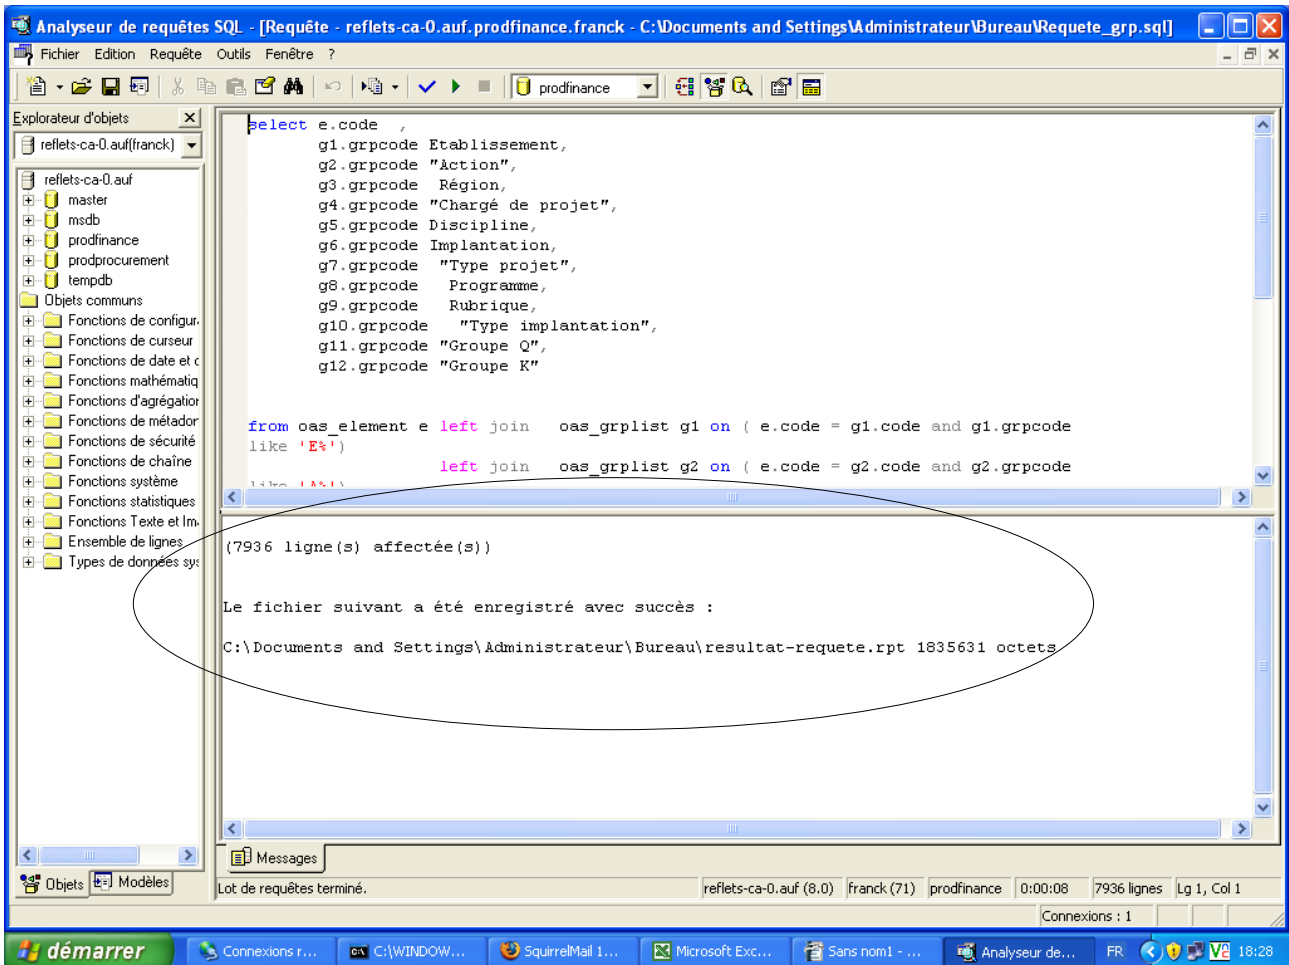 Analyseur de requêtes SQL - [Requête - reflets-ca-0.auf.prodfinance.franck - C:\Documents and Settings\Administrateur\Bureau\Requete_grp.sql]
Fichier Edition Requête Outils Fenêtre ?
prodfinance
Explorateur d'objets
reflets-ca-0.auf(franck)
reflets-ca-0.auf
master
msdb
prodfinance
prodprocurement
tempdb
Objets communs
Fonctions de configur
Fonctions de curseur
Fonctions de date et
Fonctions mathématiq
Fonctions d'agrégation
Fonctions de métador
Fonctions de sécurité
Fonctions de chaîne
Fonctions système
Fonctions statistiques
Fonctions Texte et Im
Ensemble de lignes
Types de données sys
Objets Modèles
select e.code ,
g1.grpcode Etablissement,
g2.grpcode "Action",
g3.grpcode Région,
g4.grpcode "Chargé de projet",
g5.grpcode Discipline,
g6.grpcode Implantation,
g7.grpcode "Type projet",
g8.grpcode Programme,
g9.grpcode Rubrique,
g10.grpcode "Type implantation",
g11.grpcode "Groupe Q",
g12.grpcode "Groupe K"
from oas_element e left join oas_grplist g1 on ( e.code = g1.code and g1.grpcode
like 'E%')
left join oas_grplist g2 on ( e.code = g2.code and g2.grpcode
like 'A%')
(7936 ligne(s) affectée(s))
Le fichier suivant a été enregistré avec succès :
C:\Documents and Settings\Administrateur\Bureau\resultat-requete.rpt 1835631 octets
Messages
Lot de requêtes terminé. reflets-ca-0.auf (8.0) franck (71) prodfinance 0:00:08 7936 lignes Lg 1, Col 1
Connexions : 1
démarrer Connexions r... C:\WINDOW... SquirrelMail 1... Microsoft Exc... Sans nom1 - ... Analyseur de... FR 18:28